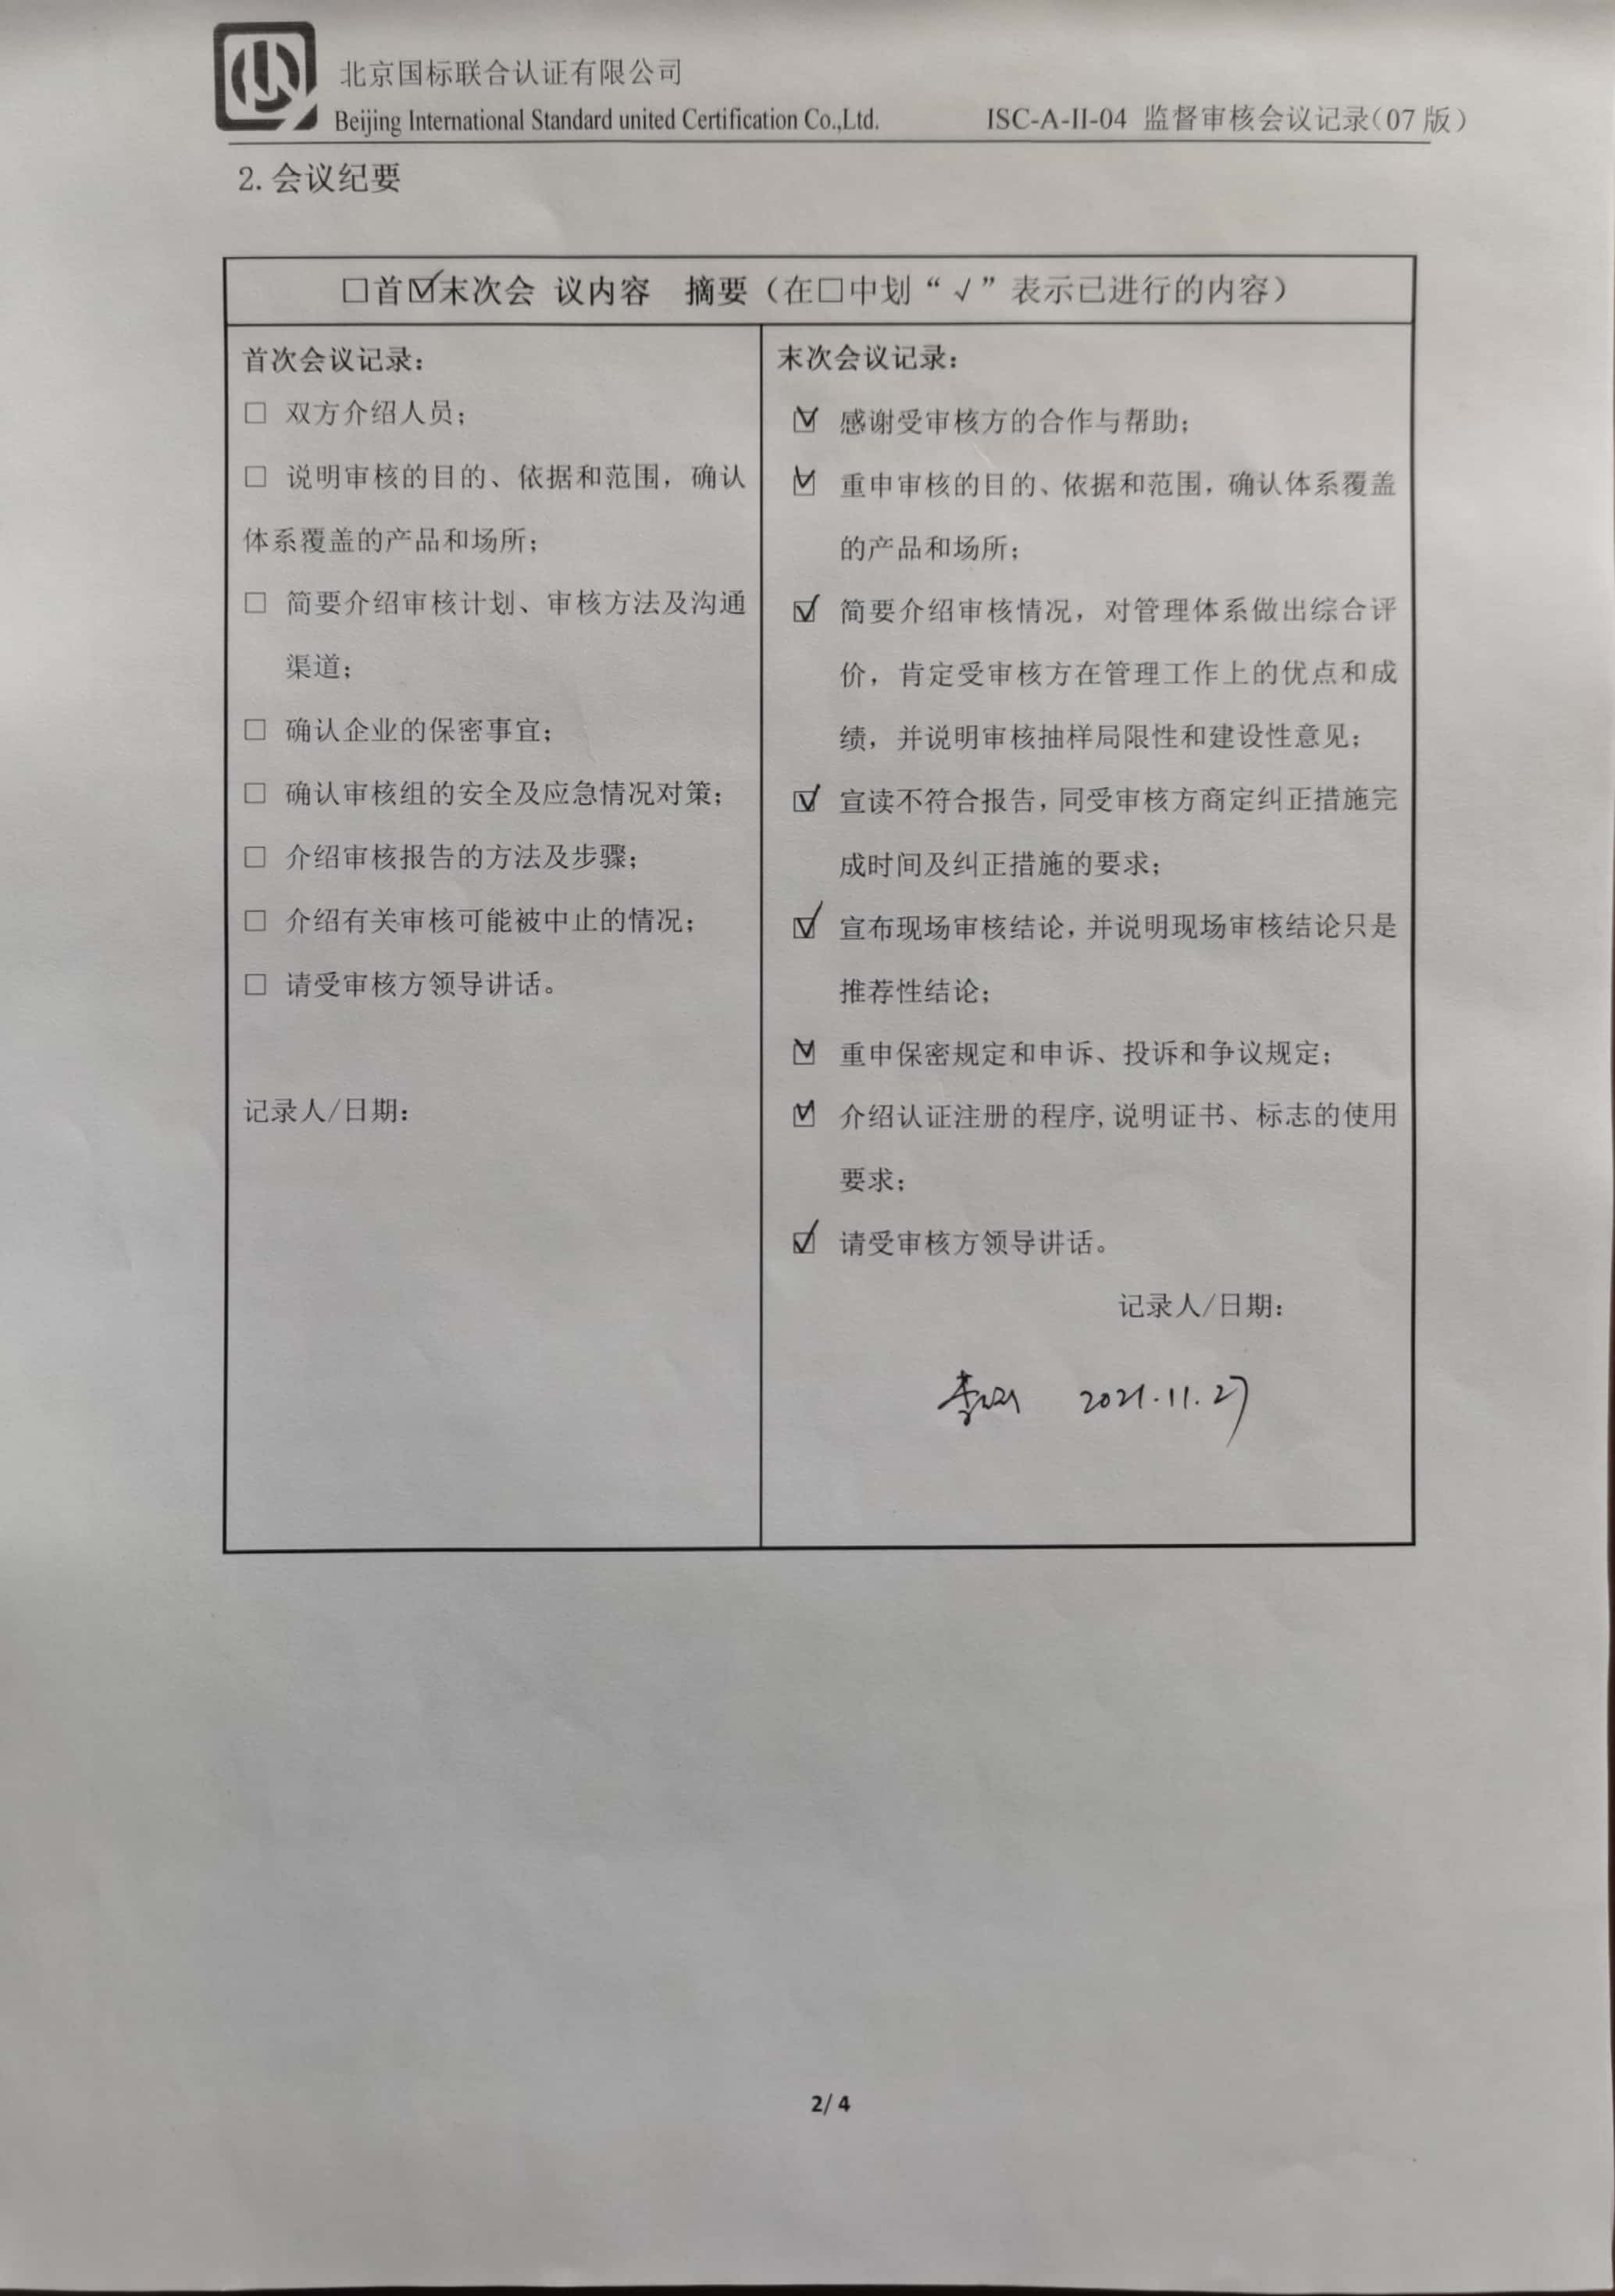 北京国标联合认证有限公司
Beijing International Standard united Certification Co.,Ltd. ISC-A-II-04 监督审核会议记录(07版)
2.会议纪要
□首☑末次会 议内容 摘要（在□中划“√”表示已进行的内容）
首次会议记录：
□ 双方介绍人员；
□ 说明审核的目的、依据和范围，确认
体系覆盖的产品和场所；
□ 简要介绍审核计划、审核方法及沟通
渠道；
□ 确认企业的保密事宜；
□ 确认审核组的安全及应急情况对策；
□ 介绍审核报告的方法及步骤；
□ 介绍有关审核可能被中止的情况；
□ 请受审核方领导讲话。
记录人/日期：
末次会议记录：
☑ 感谢受审核方的合作与帮助；
☑ 重申审核的目的、依据和范围，确认体系覆盖
的产品和场所；
☑ 简要介绍审核情况，对管理体系做出综合评
价，肯定受审核方在管理工作上的优点和成
绩，并说明审核抽样局限性和建设性意见；
☑ 宣读不符合报告，同受审核方商定纠正措施完
成时间及纠正措施的要求；
☑ 宣布现场审核结论，并说明现场审核结论只是
推荐性结论；
☑ 重申保密规定和申诉、投诉和争议规定；
☑ 介绍认证注册的程序,说明证书、标志的使用
要求；
☑ 请受审核方领导讲话。
记录人/日期：
2021.11.27
2/ 4